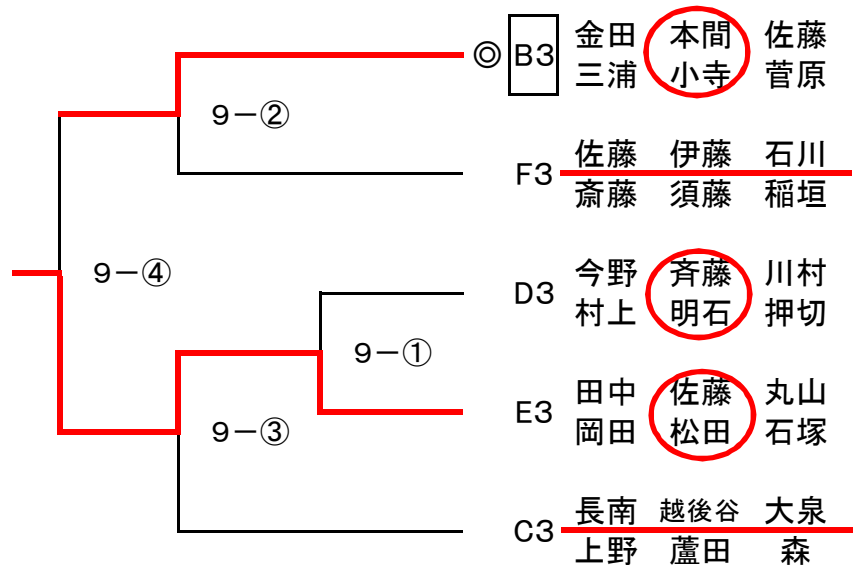 ◎ B3 金田 本間 佐藤
三浦 小寺 菅原
9-②
F3 佐藤 伊藤 石川
斎藤 須藤 稲垣
9-④
D3 今野 斉藤 川村
村上 明石 押切
9-①
E3 田中 佐藤 丸山
岡田 松田 石塚
9-③
C3 長南 越後谷 大泉
上野 蘆田 森